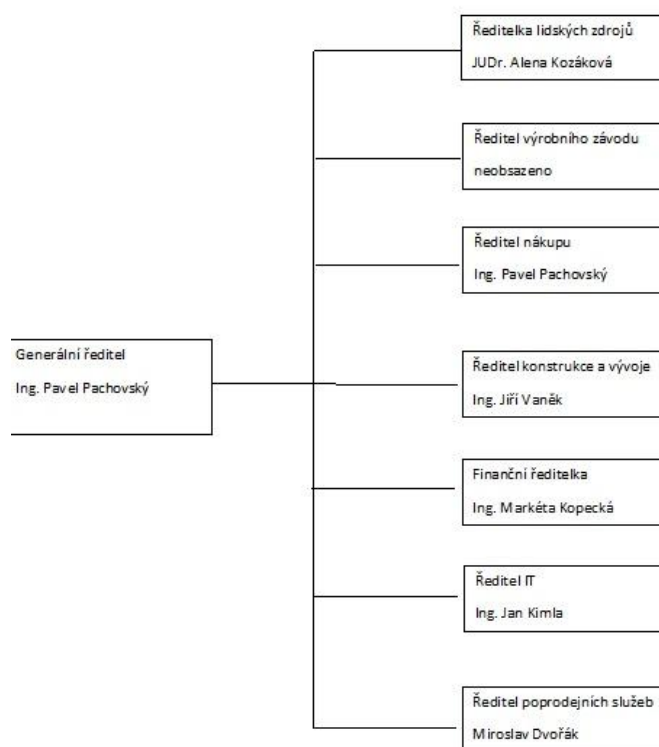 Ředitelka lidských zdrojů
JUDr. Alena Kozáková
Ředitel výrobního závodu
neobsazeno
Ředitel nákupu
Ing. Pavel Pachovský
Generální ředitel
Ing. Pavel Pachovský
Ředitel konstrukce a vývoje
Ing. Jiří Vaněk
Finanční ředitelka
Ing. Markéta Kopecká
Ředitel IT
Ing. Jan Kimla
Ředitel poprodejních služeb
Miroslav Dvořák